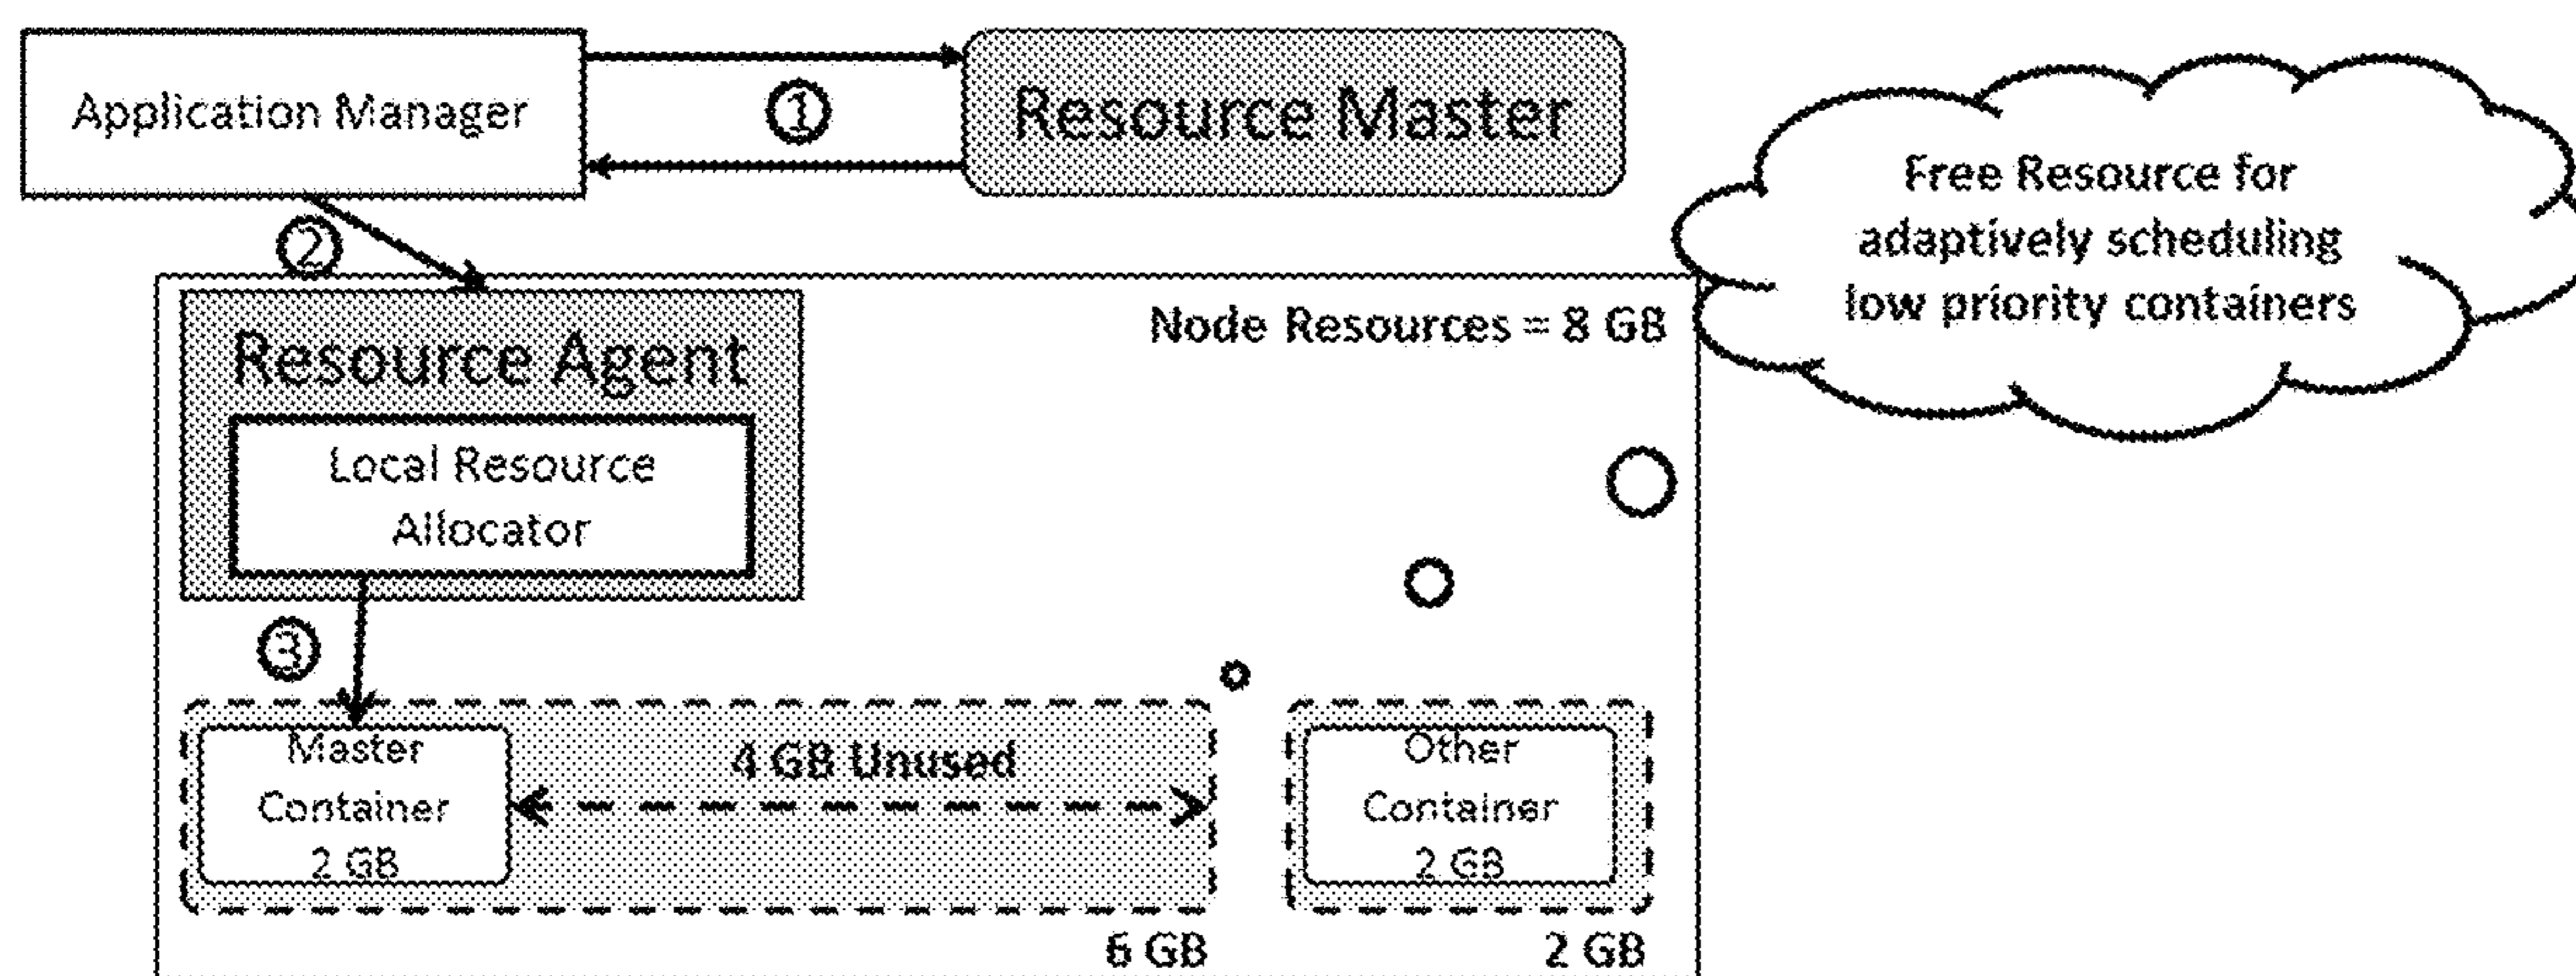 Application Manager
①
Resource Master
Free Resource for
adaptively scheduling
low priority containers
②
Node Resources = 8 GB
Resource Agent
Local Resource
Allocator
③
Master
Container
2 GB
4 GB Unused
Other
Container
2 GB
6 GB
2 GB